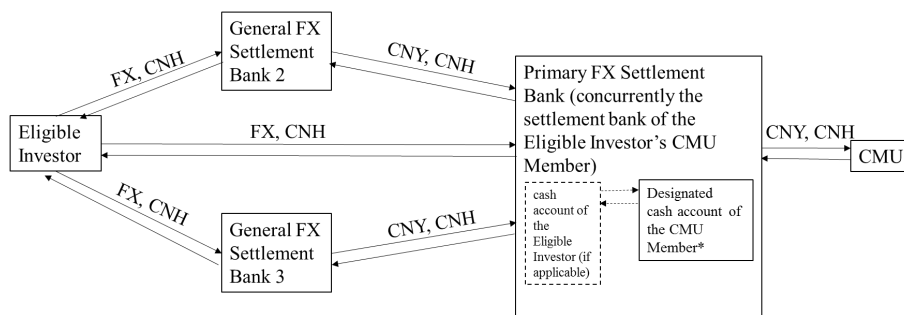 General FX
Settlement
Bank 2
FX, CNH
CNY, CNH
Eligible
Investor
FX, CNH
FX, CNH
General FX
Settlement
Bank 3
CNY, CNH
Primary FX Settlement
Bank (concurrently the
settlement bank of the
Eligible Investor's CMU
Member)
cash
account of
the
Eligible
Investor (if
applicable)
Designated
cash account of
the CMU
Member*
CNY, CNH
CMU